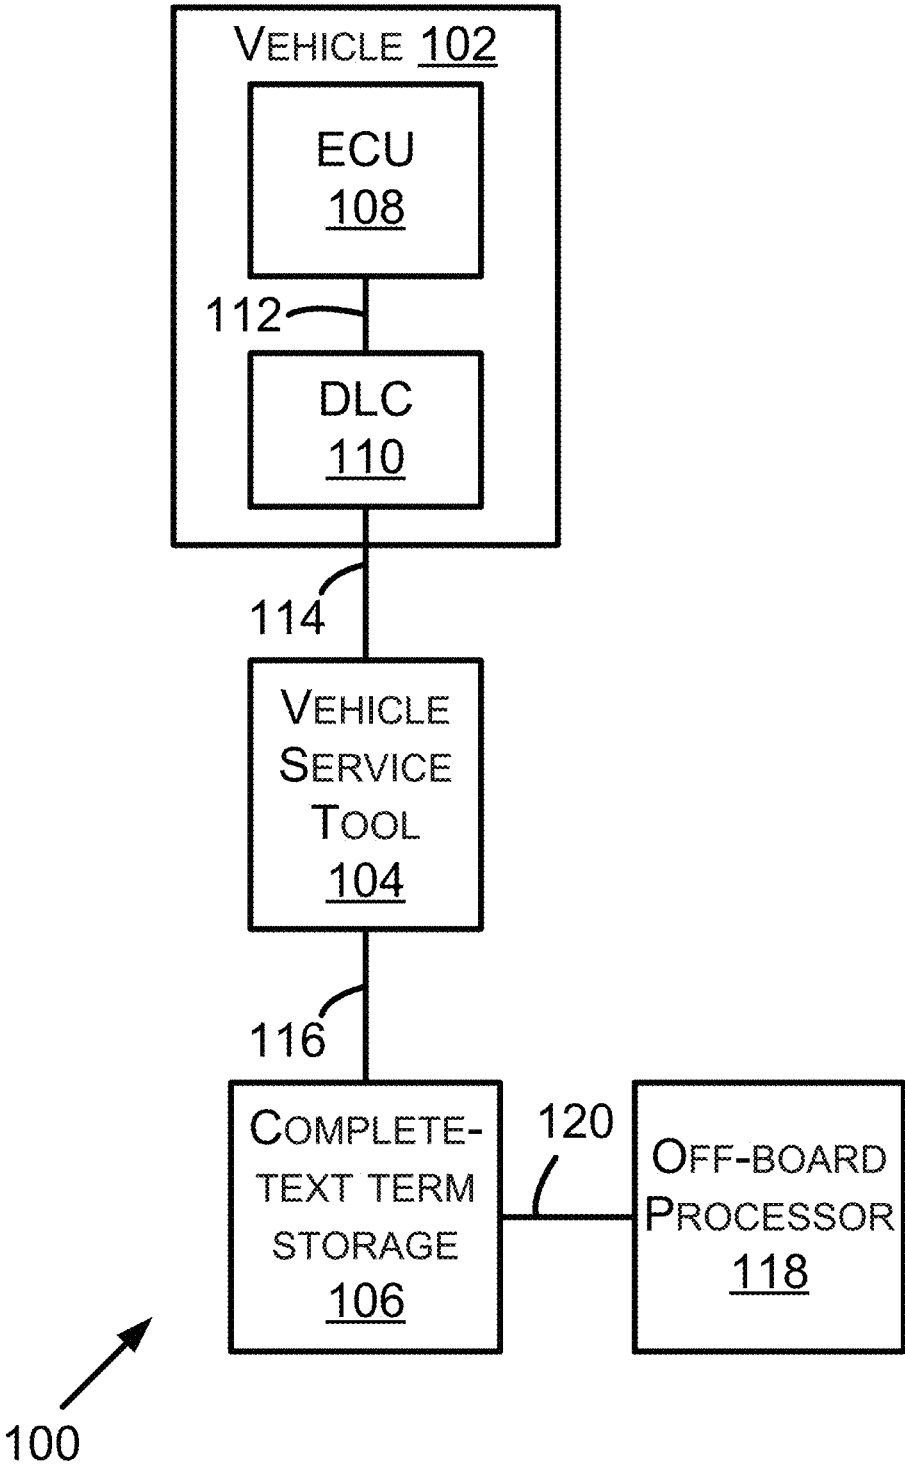 VEHICLE 102
ECU
108
112
DLC
110
114
VEHICLE
SERVICE
TOOL
104
116
COMPLETE-
TEXT TERM
STORAGE
106
120
OFF-BOARD
PROCESSOR
118
100